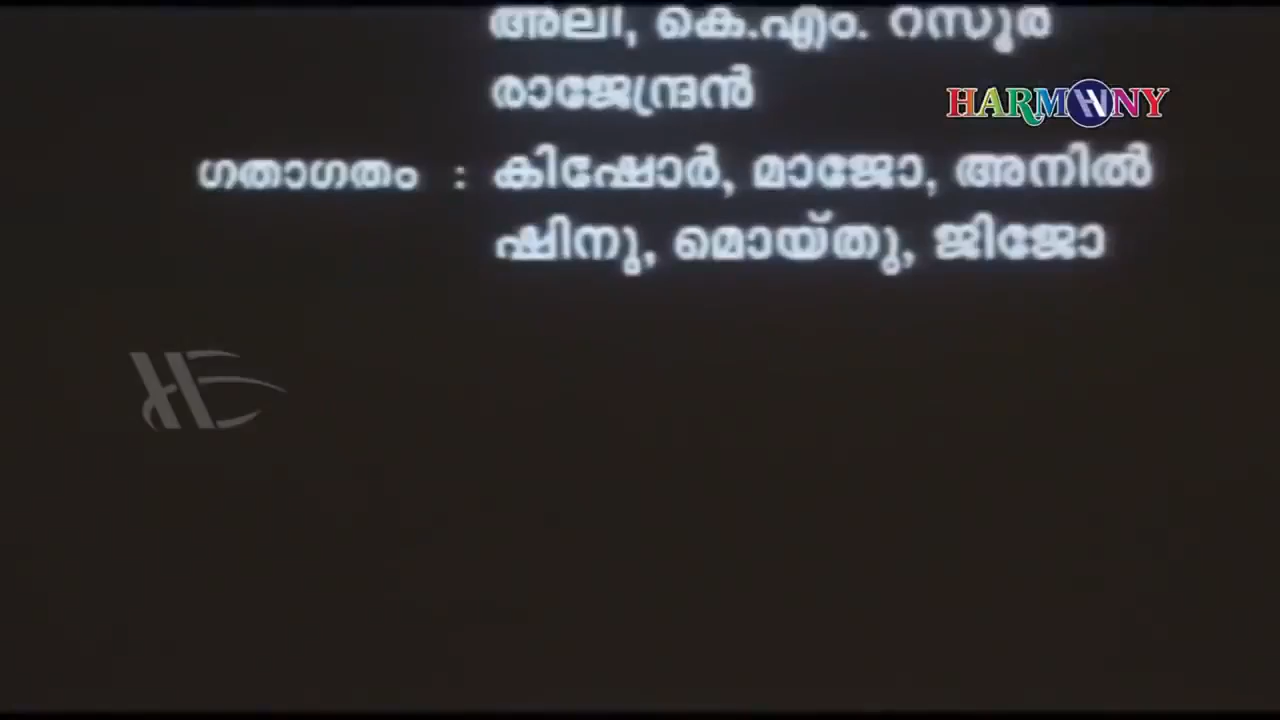 അലി, കെ.എം. റസൂർ
രാജേന്ദ്രൻ
HARMONY
ഗതാഗതം : കിഷോർ, മാജോ, അനിൽ
ഷിനു, മൊയ്തു, ജിജോ